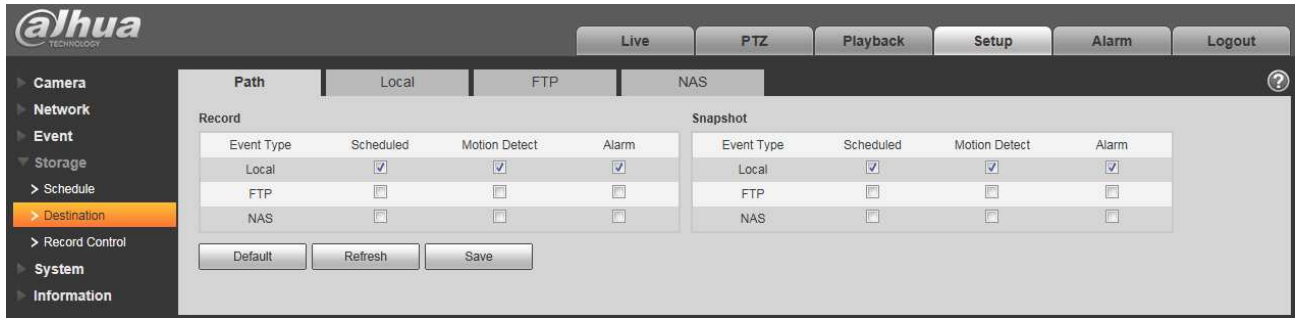 alhua
TECHNOLOGY
Live PTZ Playback Setup Alarm Logout
Camera
Network
Event
Storage
> Schedule
> Destination
> Record Control
System
Information
Path Local FTP NAS
?
Record
Event Type Scheduled Motion Detect Alarm
Local
FTP
NAS
Snapshot
Event Type Scheduled Motion Detect Alarm
Local
FTP
NAS
Default Refresh Save